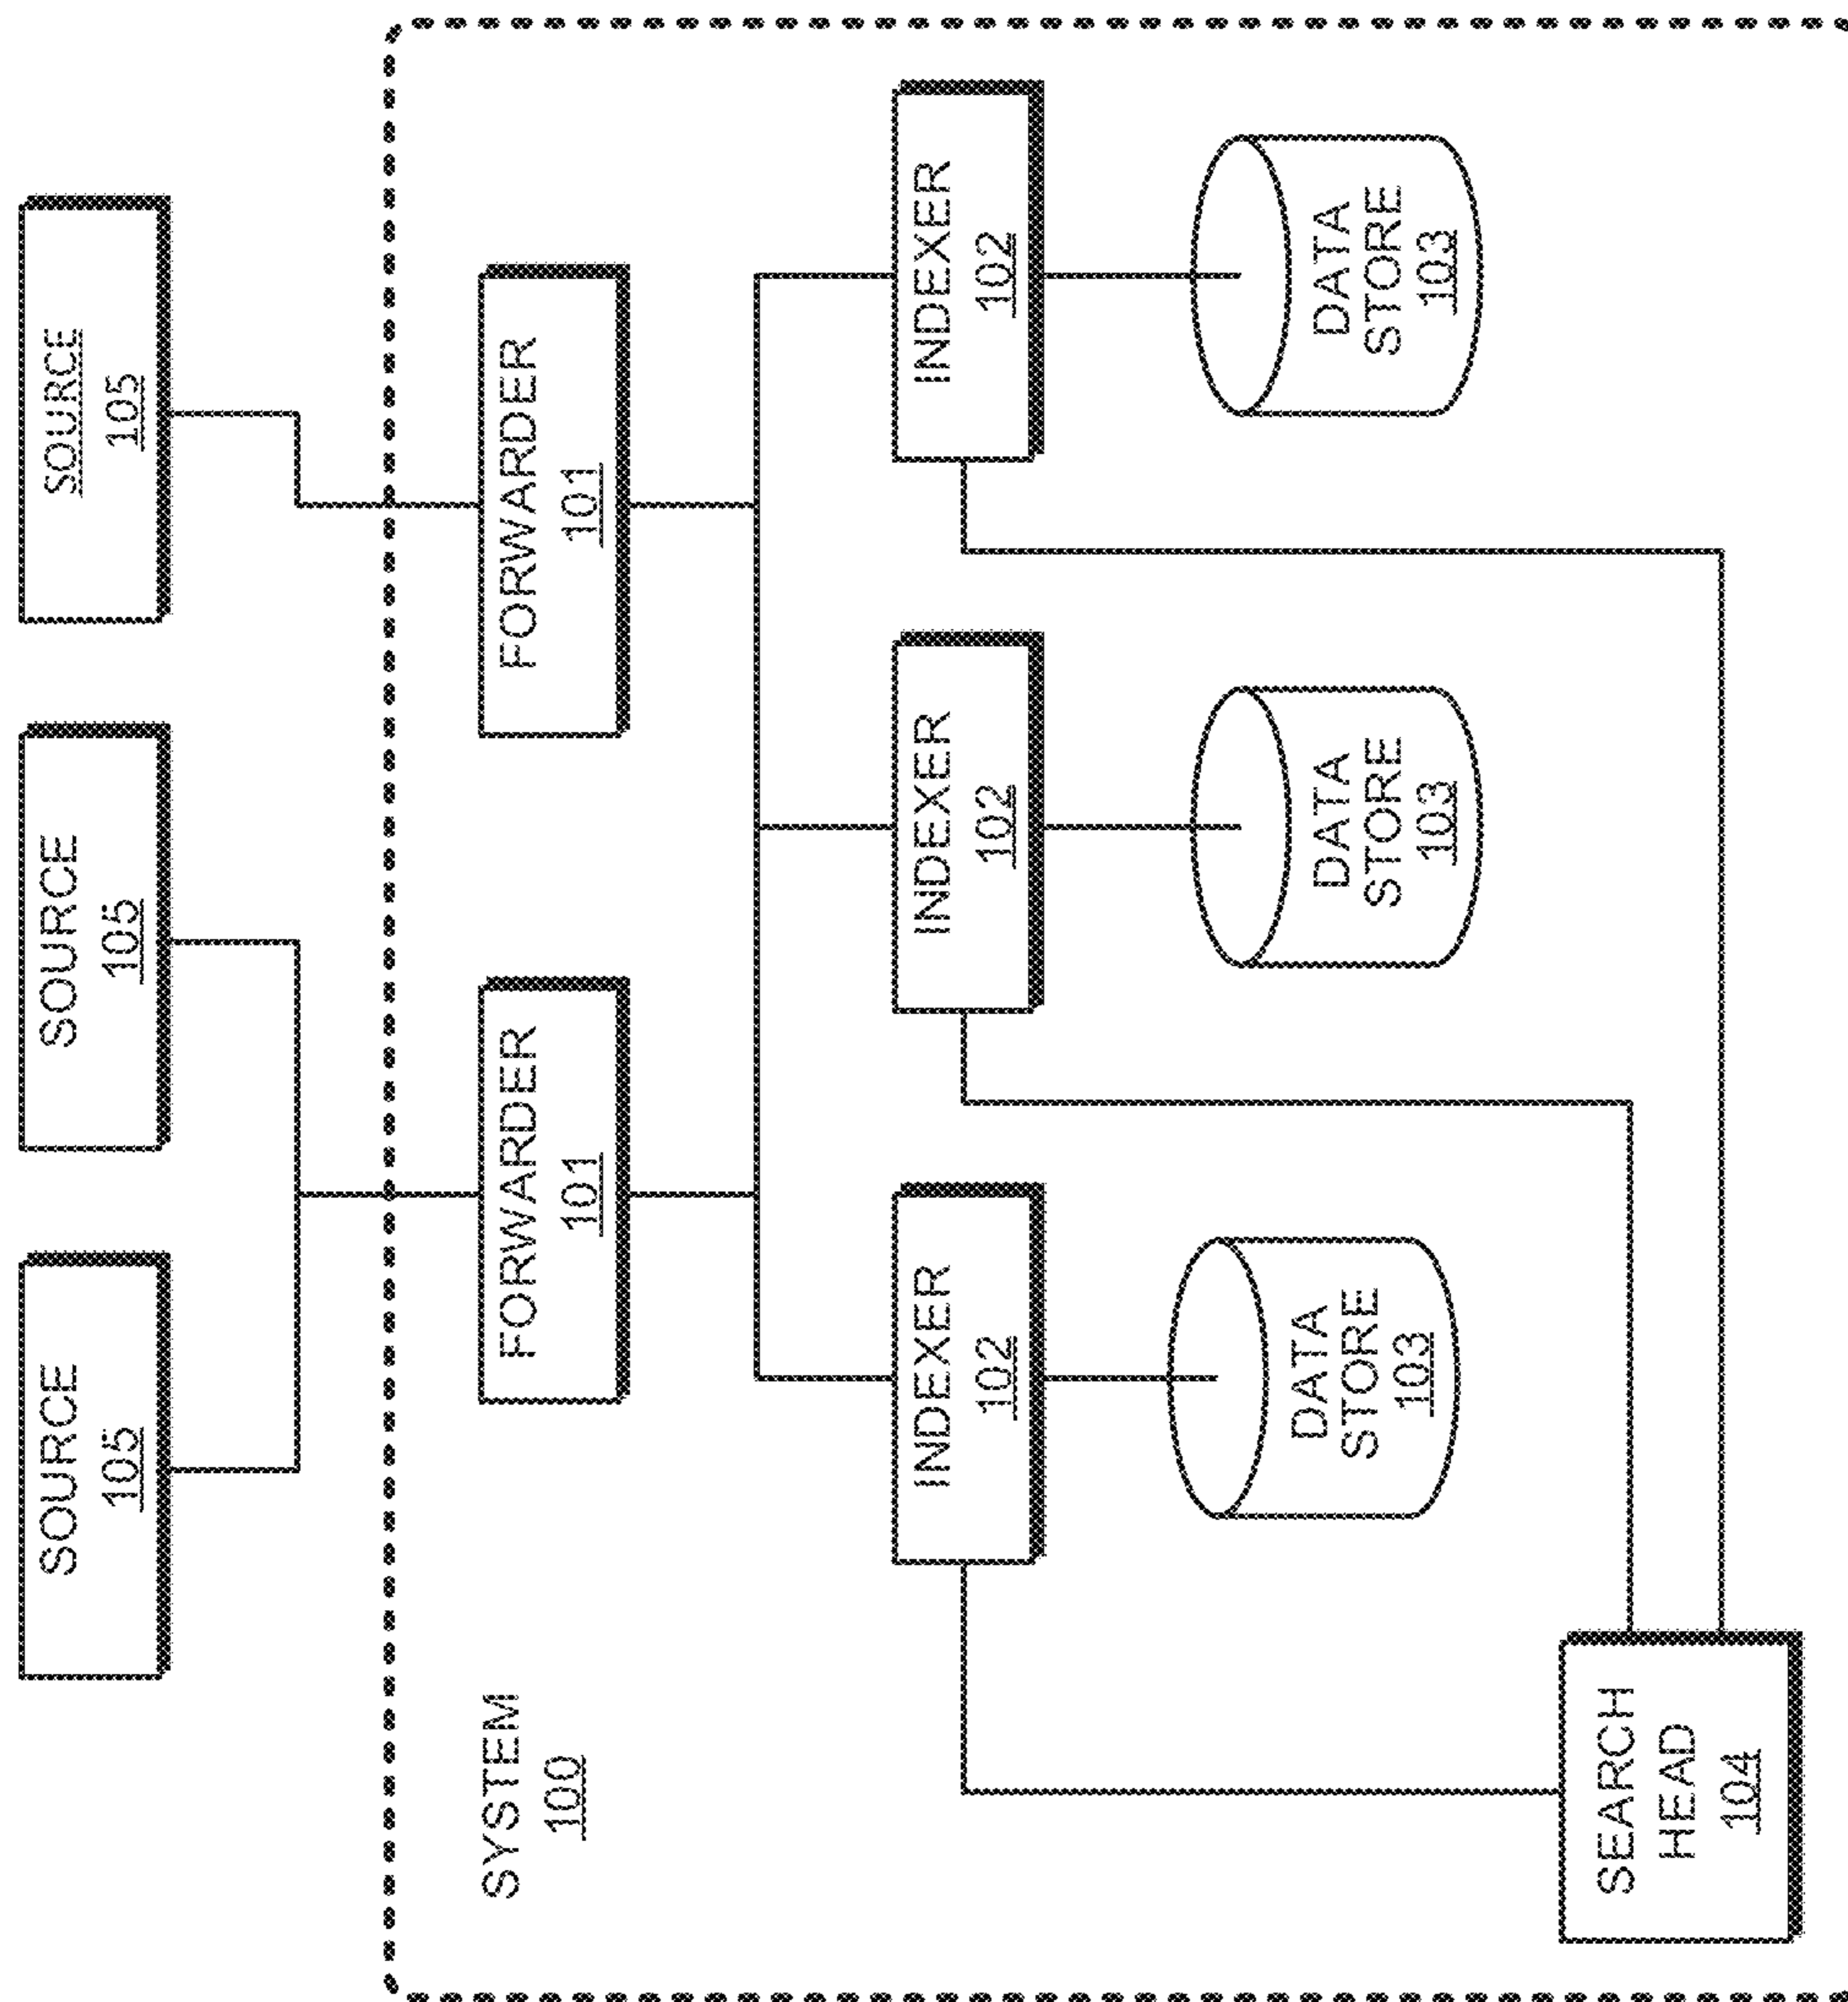 SOURCE
105
SOURCE
105
SOURCE
105
SYSTEM
100
FORWARDER
101
FORWARDER
101
INDEXER
102
INDEXER
102
INDEXER
102
DATA
STORE
103
DATA
STORE
103
DATA
STORE
103
SEARCH
HEAD
104